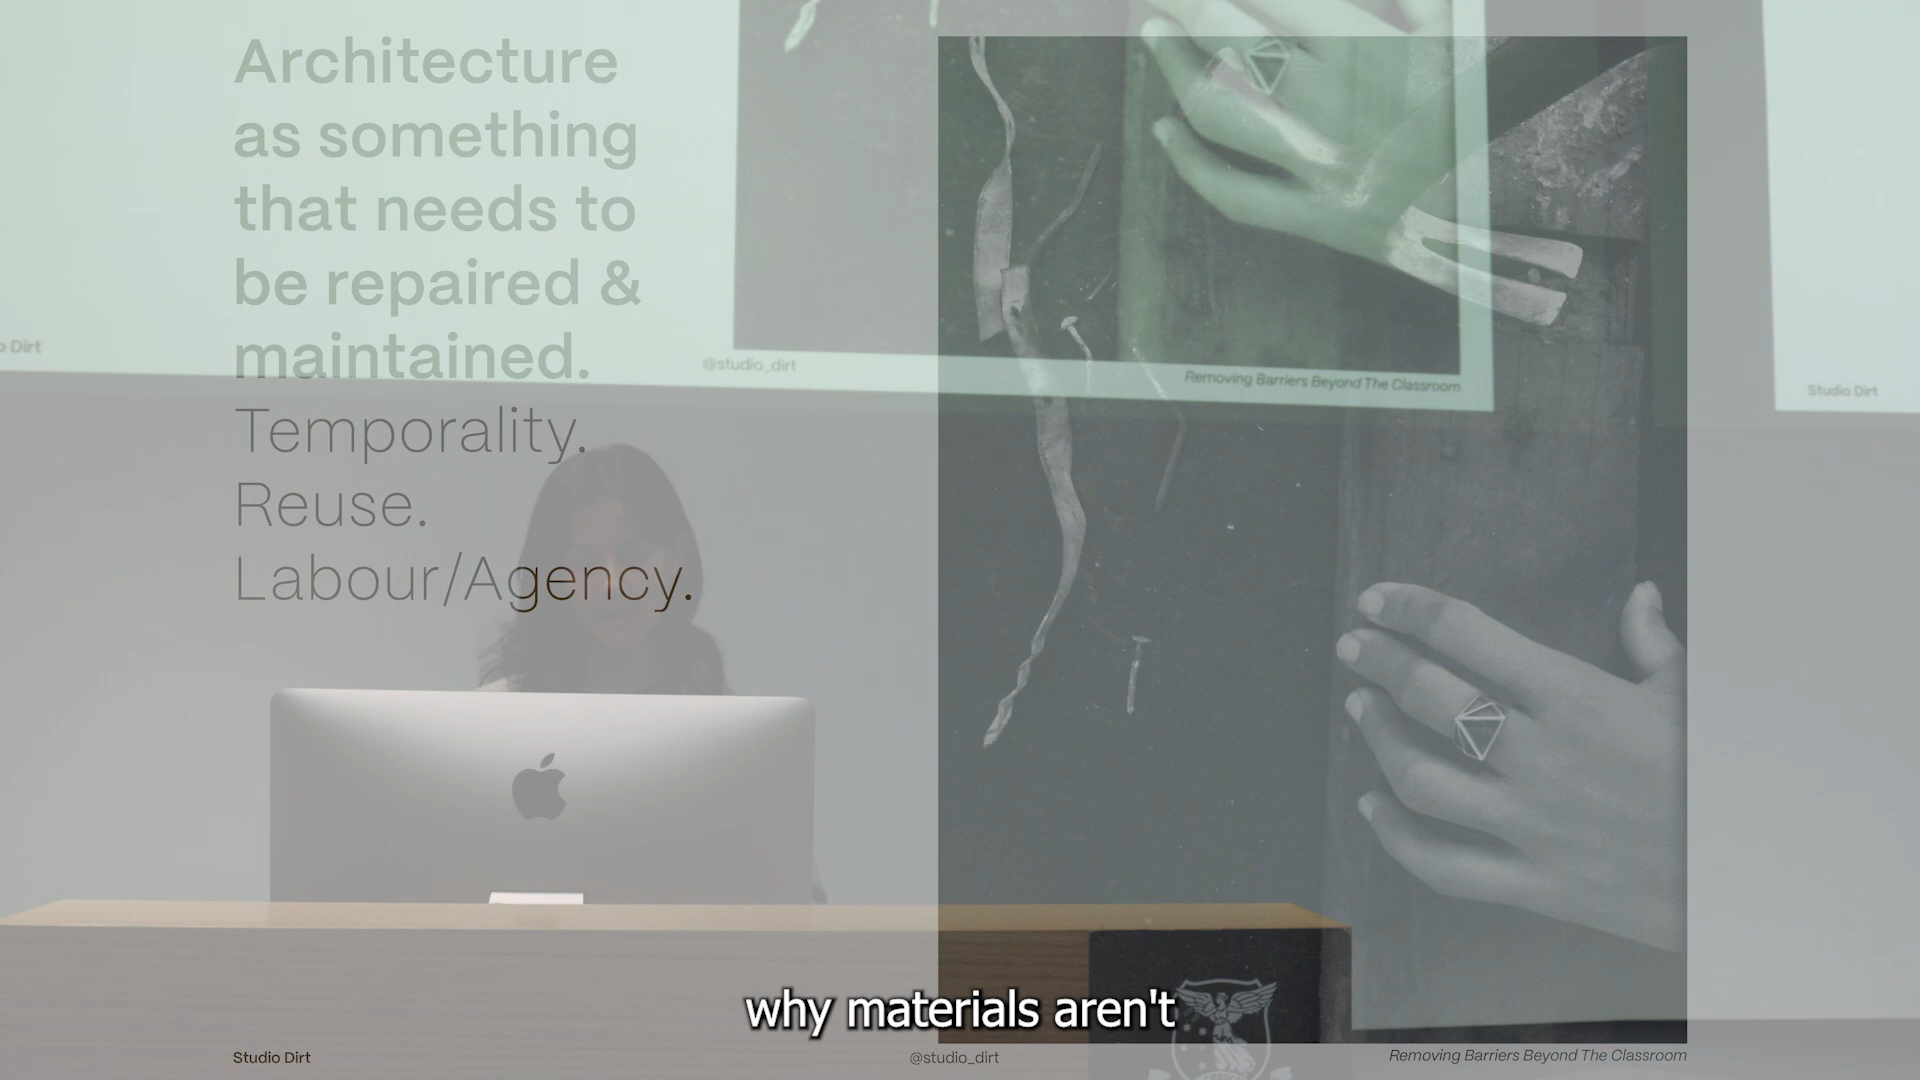 Architecture
as something
that needs to
be repaired &
maintained.
Temporality.
Reuse.
Labour/Agency.
o Dirt
@studio_dirt
Removing Barriers Beyond The Classroom
Studio Dirt
why materials aren't
Studio Dirt
@studio_dirt
Removing Barriers Beyond The Classroom